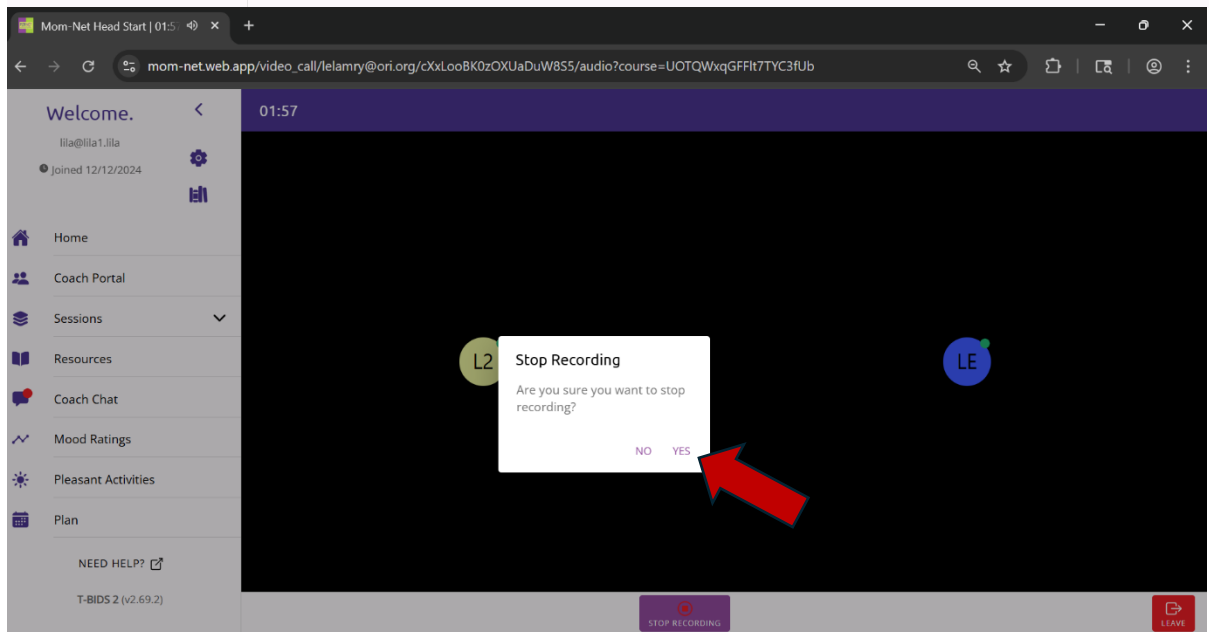 Mom-Net Head Start | 01:57
mom-net.web.app/video_call/lelamry@ori.org/cXxLooBK0zOXUaDuW8S5/audio?course=UOTQWxqGFFlt7TYC3fUb
Welcome.
lila@lila1.lila
Joined 12/12/2024
Home
Coach Portal
Sessions
Resources
Coach Chat
Mood Ratings
Pleasant Activities
Plan
NEED HELP?
T-BIDS 2 (v2.69.2)
01:57
L2
LE
Stop Recording
Are you sure you want to stop
recording?
NO YES
STOP RECORDING
LEAVE